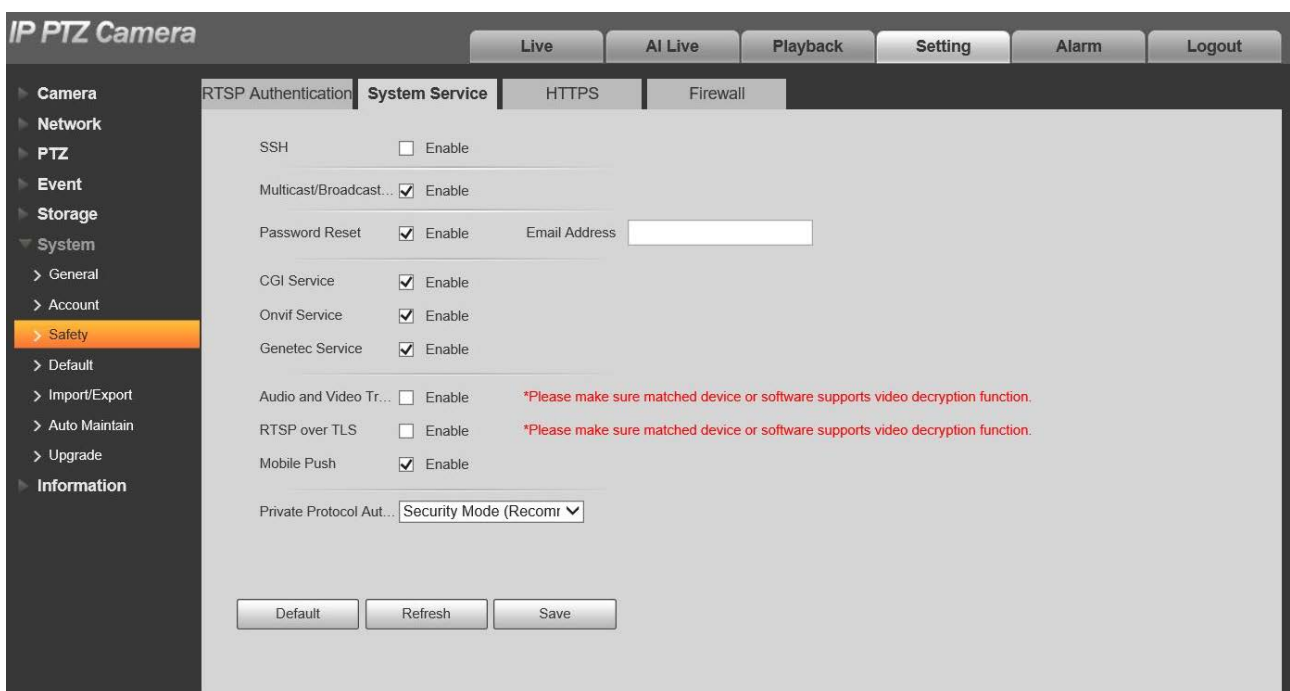 IP PTZ Camera
Live AI Live Playback Setting Alarm Logout
Camera
Network
PTZ
Event
Storage
System
General
Account
Safety
Default
Import/Export
Auto Maintain
Upgrade
Information
RTSP Authentication System Service HTTPS Firewall
SSH Enable
Multicast/Broadcast... Enable
Password Reset Enable Email Address
CGI Service Enable
Onvif Service Enable
Genetec Service Enable
Audio and Video Tr... Enable *Please make sure matched device or software supports video decryption function.
RTSP over TLS Enable *Please make sure matched device or software supports video decryption function.
Mobile Push Enable
Private Protocol Aut... Security Mode (Recomr
Default Refresh Save